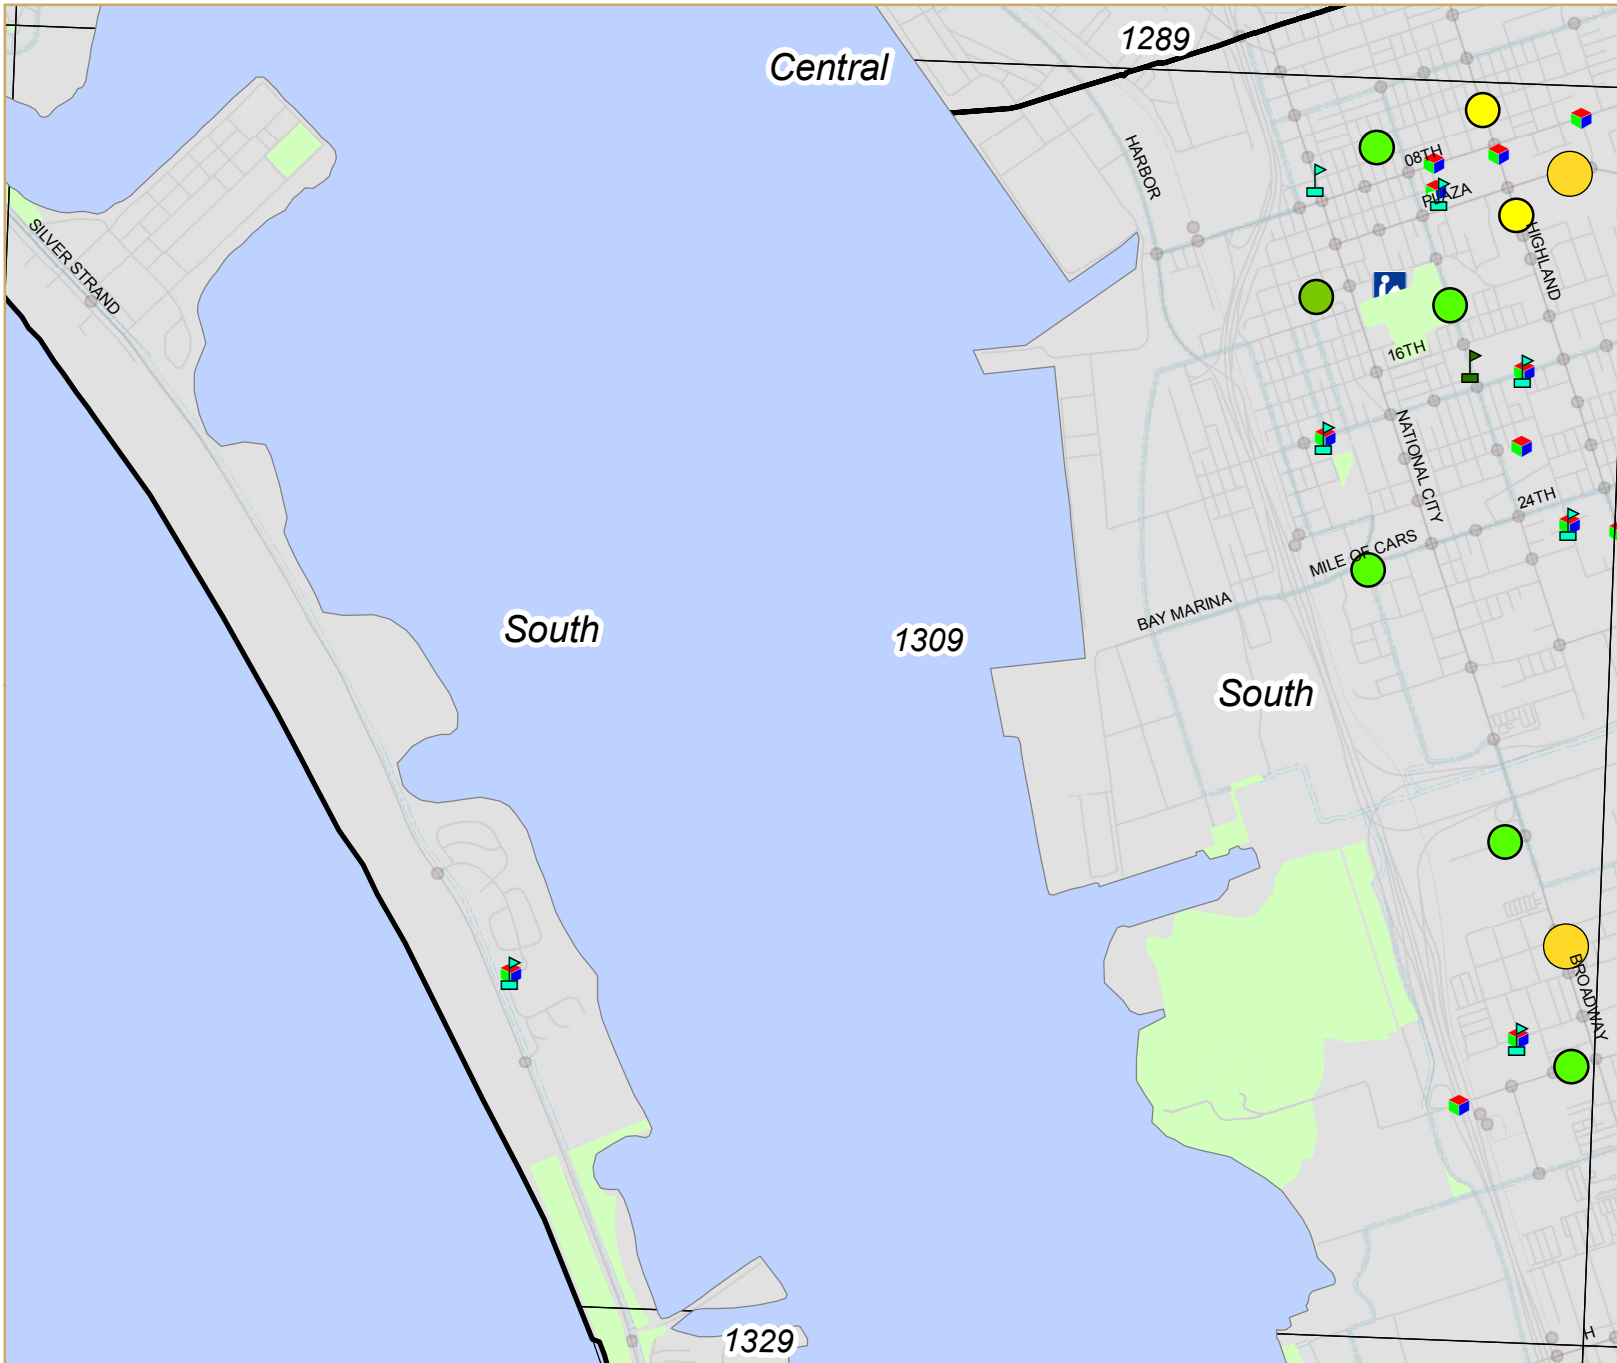 1289
Central
HARBOR
08TH
PLAZA
SILVER STRAND
HIGHLAND
16TH
NATIONAL CITY
24TH
MILE OF CARS
BAY MARINA
South
1309
South
BROADWAY
1329
H